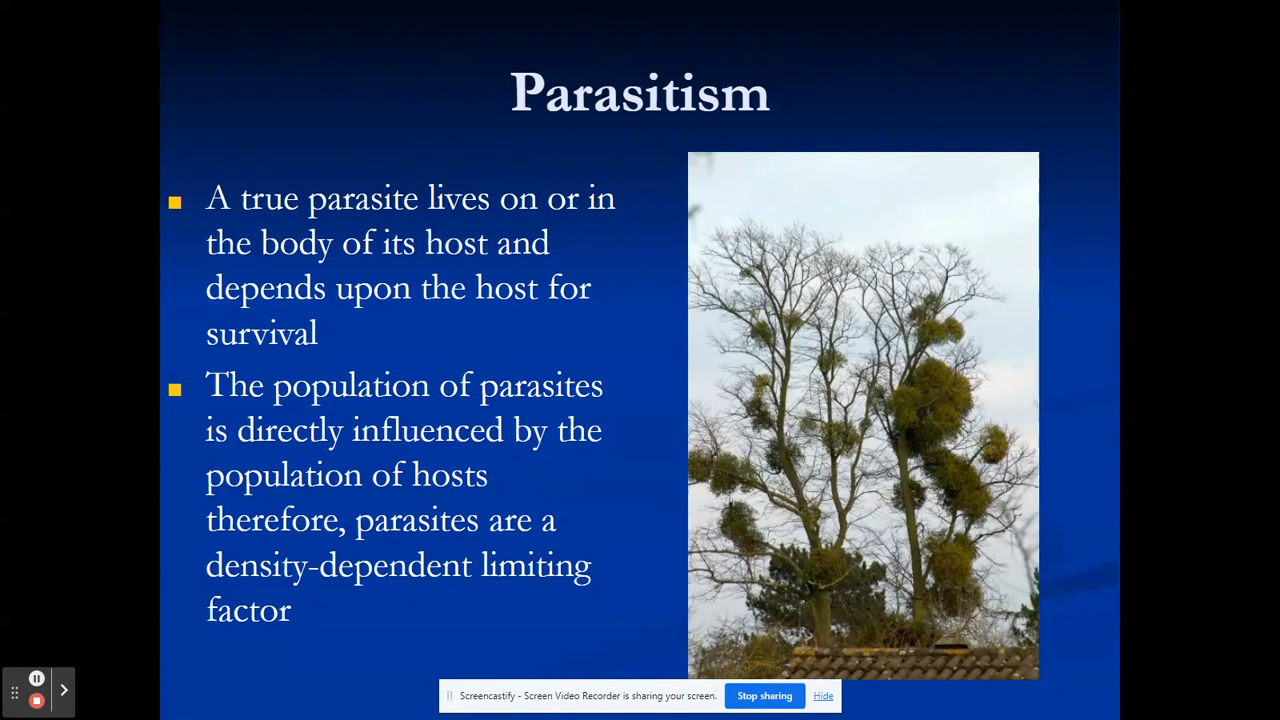 Parasitism
A true parasite lives on or in
the body of its host and
depends upon the host for
survival
The population of parasites
is directly influenced by the
population of hosts
therefore, parasites are a
density-dependent limiting
factor
Screencastify - Screen Video Recorder is sharing your screen. Stop sharing Hide